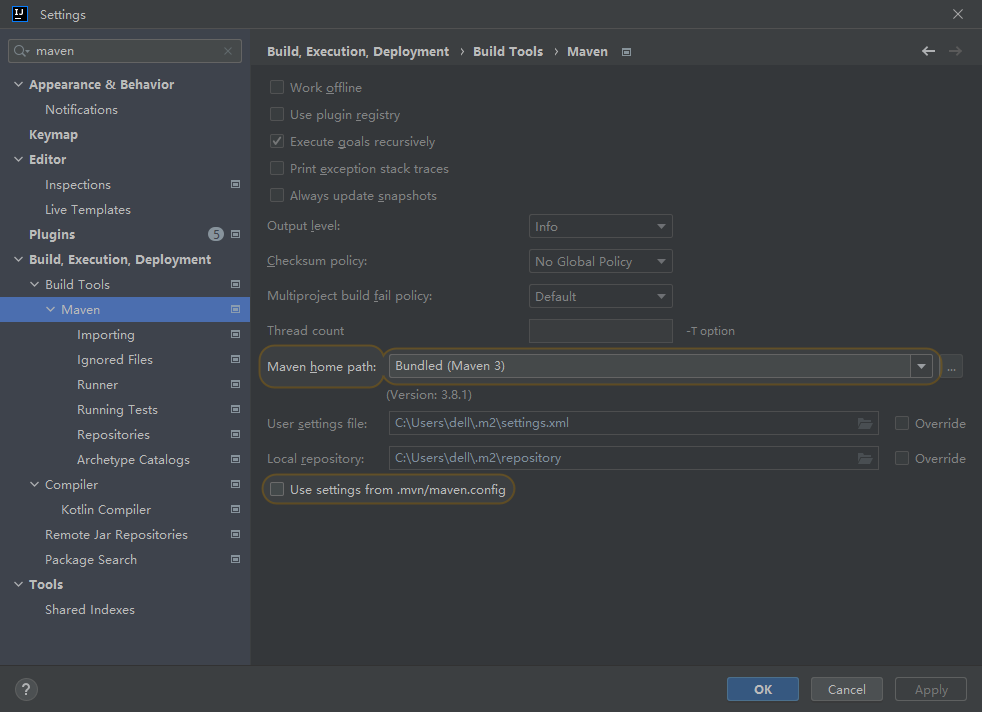 IJ Settings
maven
Appearance & Behavior
Notifications
Keymap
Editor
Inspections
Live Templates
Plugins 5
Build, Execution, Deployment
Build Tools
Maven
Importing
Ignored Files
Runner
Running Tests
Repositories
Archetype Catalogs
Compiler
Kotlin Compiler
Remote Jar Repositories
Package Search
Tools
Shared Indexes
?
Build, Execution, Deployment › Build Tools › Maven
Work offline
Use plugin registry
Execute goals recursively
Print exception stack traces
Always update snapshots
Output level: Info
Checksum policy: No Global Policy
Multiproject build fail policy: Default
Thread count -T option
Maven home path: Bundled (Maven 3) ...
(Version: 3.8.1)
User settings file: C:\Users\dell\.m2\settings.xml Override
Local repository: C:\Users\dell\.m2\repository Override
Use settings from .mvn/maven.config
OK Cancel Apply